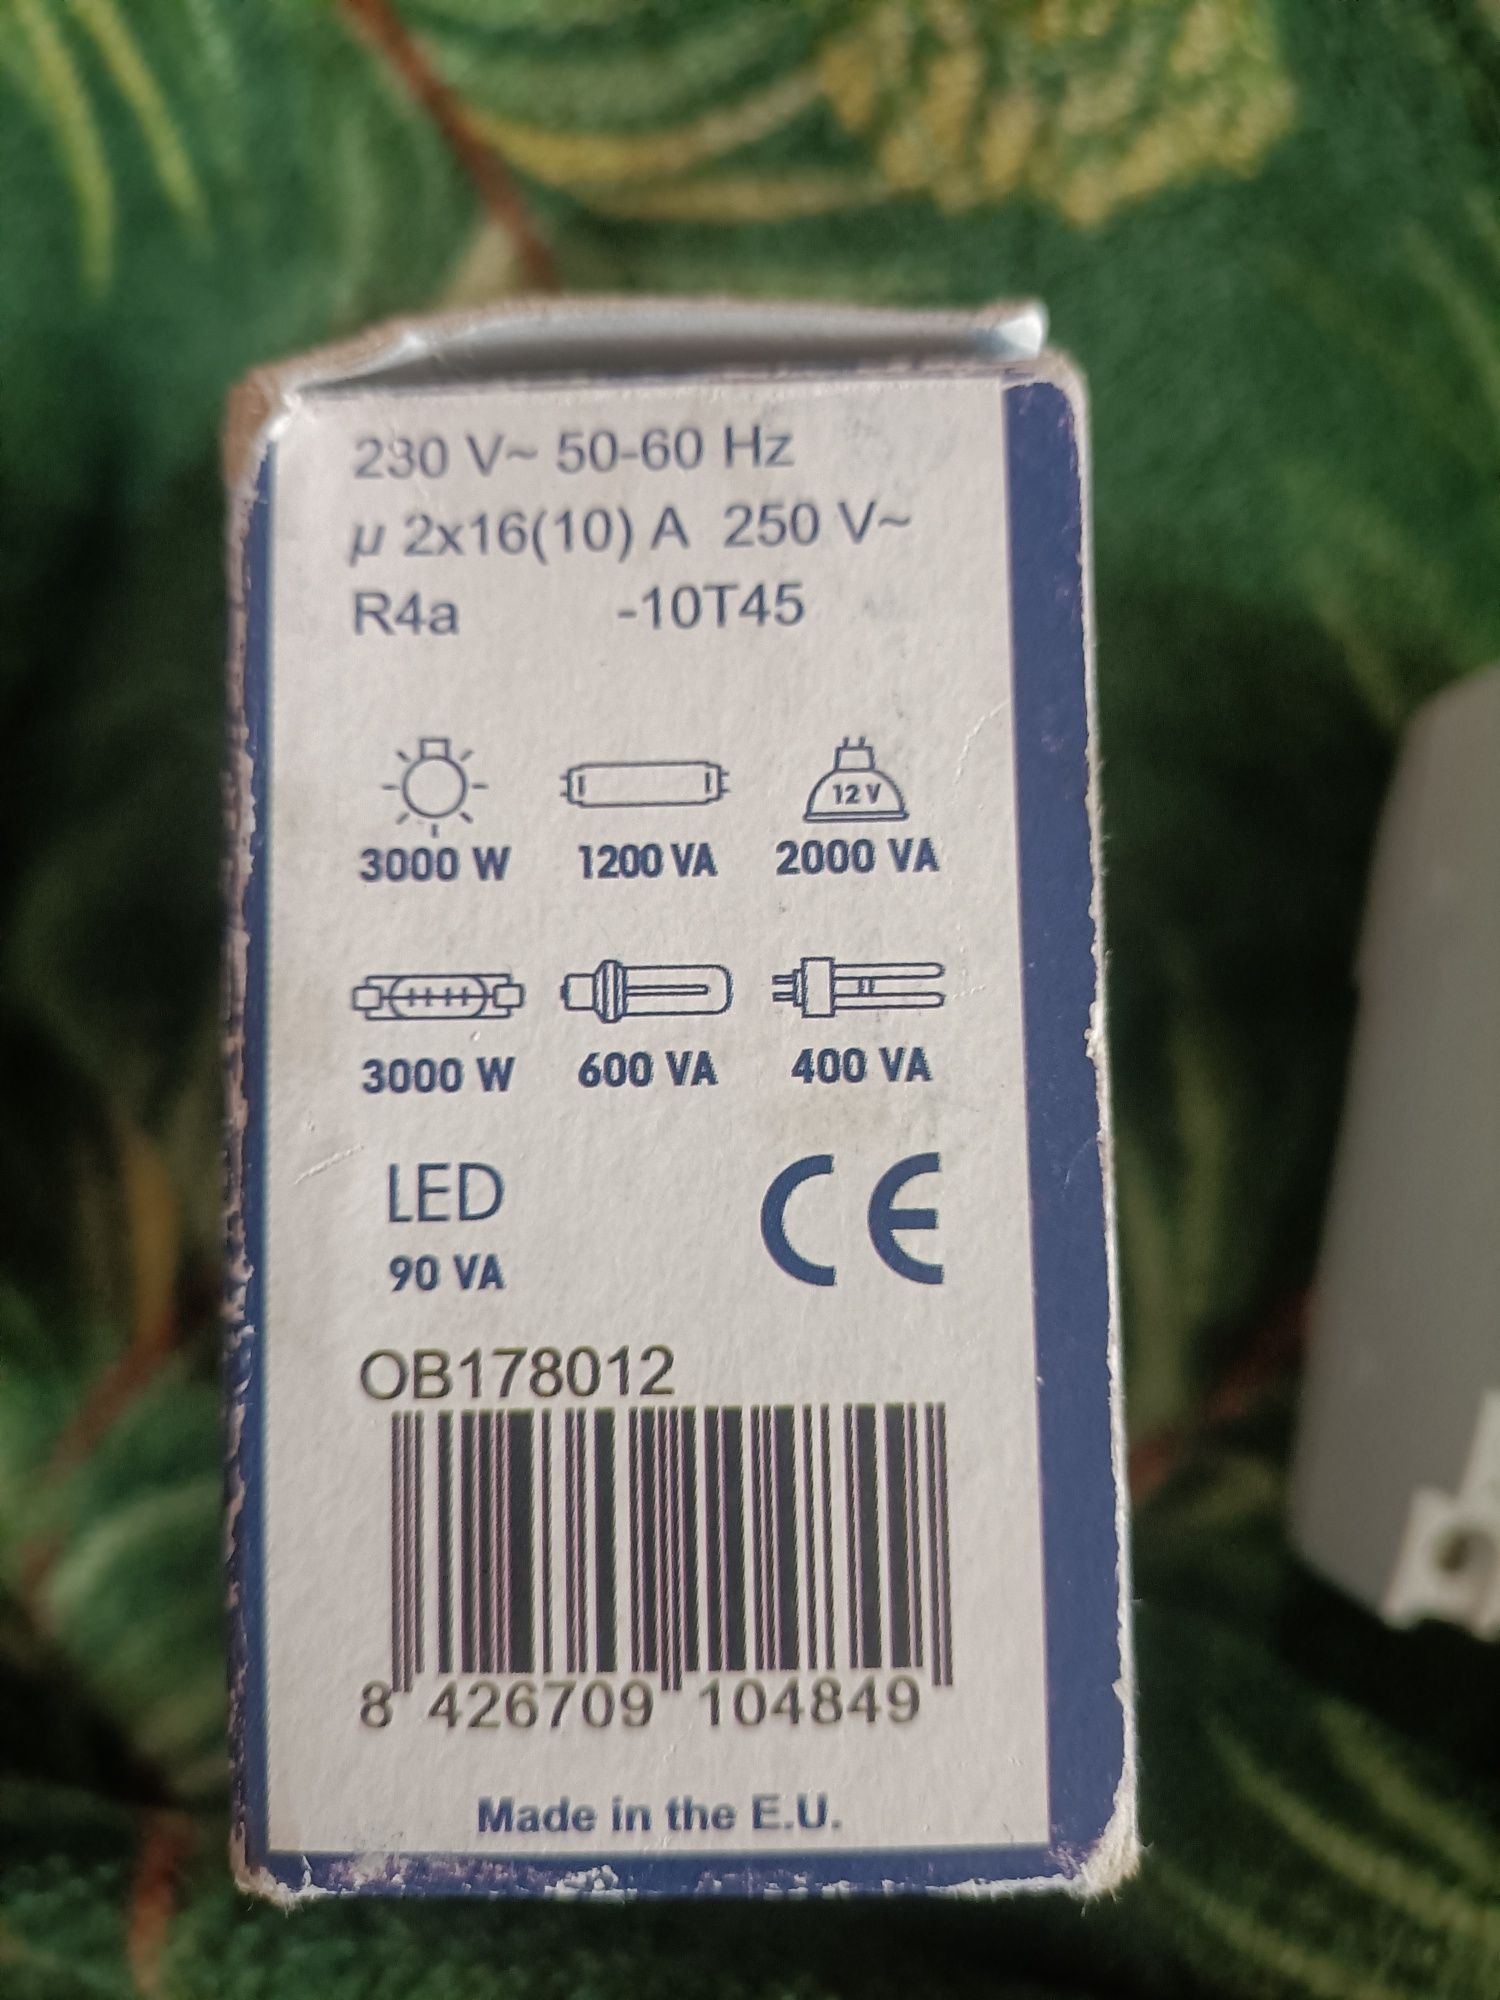 230 V~ 50-60 Hz
µ 2x16(10) A 250 V~
R4a -10T45
12 V
3000 W 1200 VA 2000 VA
3000 W 600 VA 400 VA
LED
90 VA
CE
OB178012
8 426709 104849
Made in the E.U.